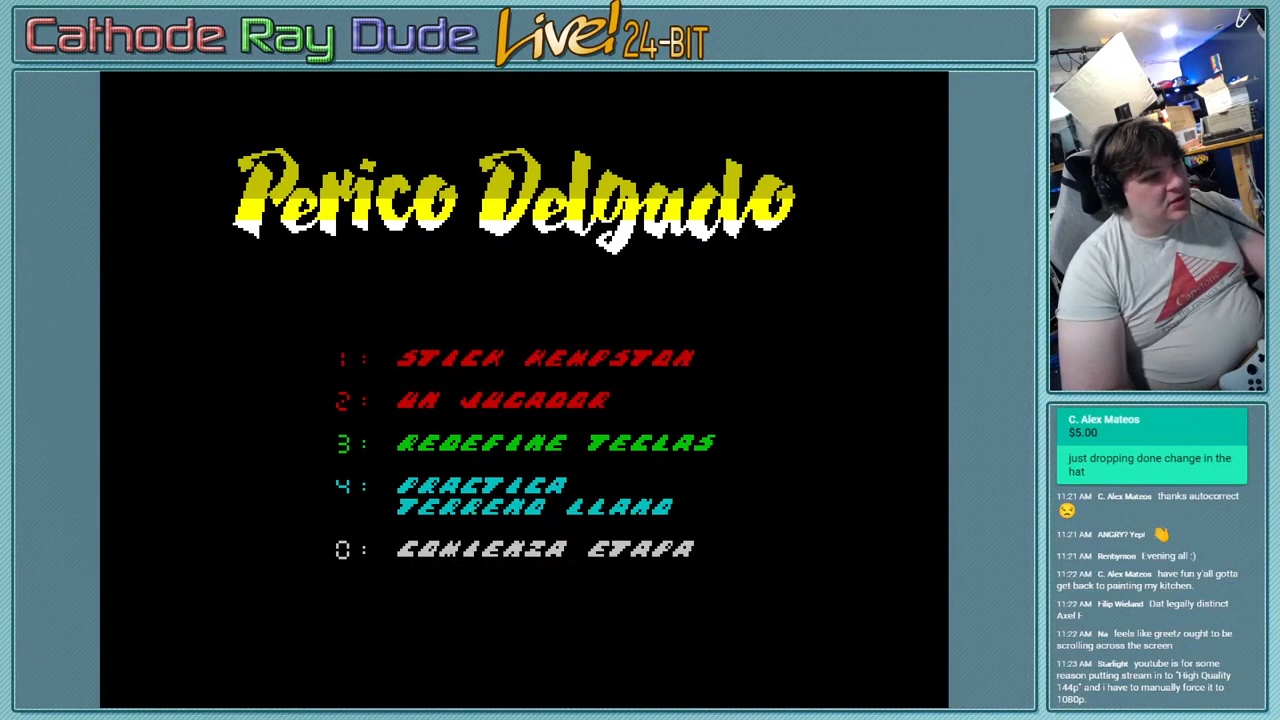 Cathode Ray Dude Live! 24-BIT
Perico Delgado
1: STICK KEMPSTON
2: UN JUGADOR
3: REDEFINE TECLAS
4: PRACTICA
TERRENO LLANO
0: COMIENZA ETAPA
C. Alex Mateos
$5.00
just dropping done change in the
hat
11:21 AM C. Alex Mateos thanks autocorrect
😒
11:21 AM ANGRY? Yep! 👏
11:21 AM Renbymon Evening all :)
11:22 AM C. Alex Mateos have fun y'all gotta
get back to painting my kitchen.
11:22 AM Filip Wieland Dat legally distinct
Axel F
11:22 AM No feels like greetz ought to be
scrolling across the screen
11:23 AM Starlight youtube is for some
reason putting stream in to "High Quality
144p" and i have to manually force it to
1080p.